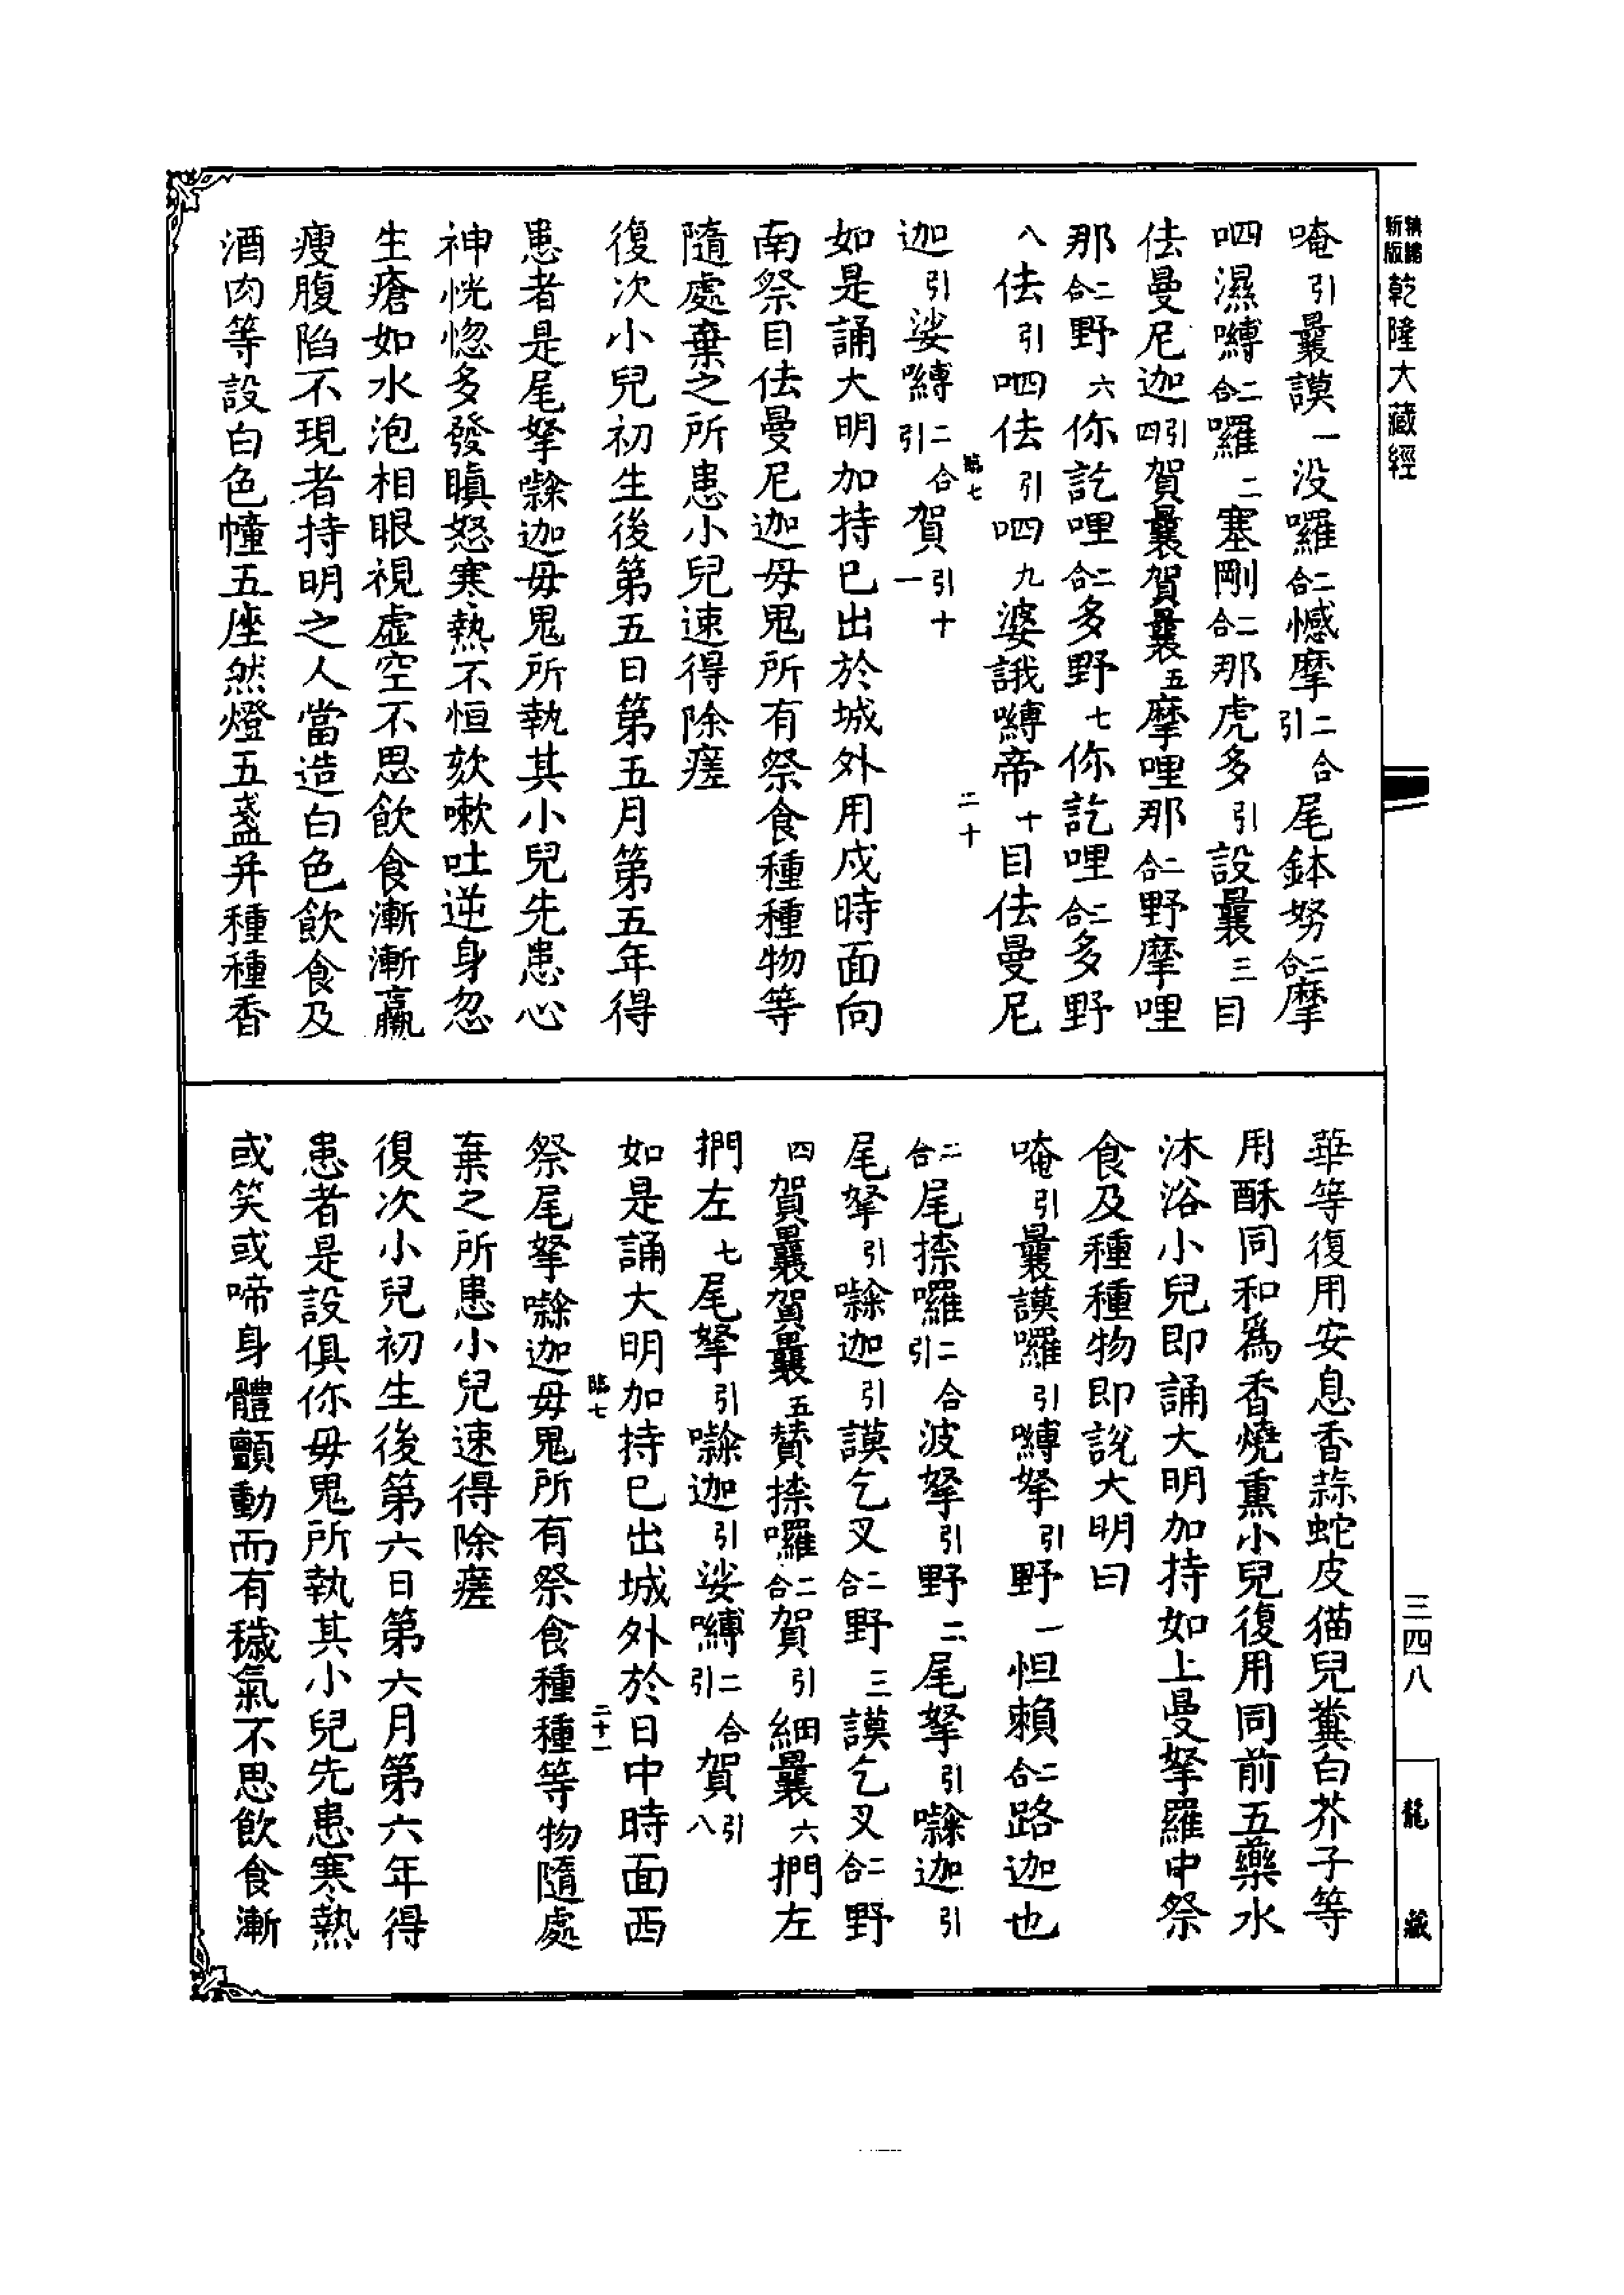 新版精縮乾隆大藏經
唵引曩謨一没囉二合憾摩二合引尾鉢努二合摩
呬濕嚩二合囉二塞剛二合那虎多引設曩三目
佉曼尼迦引四賀曩賀曩五摩哩那二合野摩哩
那二合野六你訖哩二合多野七你訖哩二合多野
八佉引呬佉引呬九婆誐嚩帝十目佉曼尼
迦引娑嚩二合引賀引十一
如是誦大明加持已出於城外用戌時面向
南祭目佉曼尼迦母鬼所有祭食種種物等
隨處棄之所患小兒速得除瘥
復次小兒初生後第五日第五月第五年得
患者是尾拏噝迦母鬼所執其小兒先患心
神恍惚多發瞋怒寒熱不恒欬嗽吐逆身忽
生瘡如水泡相眼視虛空不思飲食漸漸羸
瘦腹陷不現者持明之人當造白色飲食及
酒肉等設白色幢五座然燈五盞并種種香
臨七
二十
華等復用安息香蒜蛇皮猫兒糞白芥子等
用酥同和為香燒熏小兒復用同前五藥水
沐浴小兒即誦大明加持如上曼拏羅中祭
食及種種物即說大明曰
唵引曩謨囉引嚩拏引野一怛賴二合路迦也
二合尾捺囉二合引波拏引野二尾拏引噝迦引
尾拏引噝迦引謨乞叉二合野三謨乞叉二合野
四賀曩賀曩五贊捺囉二合賀引細曩六捫左
捫左七尾拏引噝迦引娑嚩二合引賀引八
如是誦大明加持已出城外於日中時面西
祭尾拏噝迦母鬼所有祭食種種等物隨處
棄之所患小兒速得除瘥
復次小兒初生後第六日第六月第六年得
患者是設俱你母鬼所執其小兒先患寒熱
或笑或啼身體顫動而有穢氣不思飲食漸
臨七
二十一
三四八
龍藏